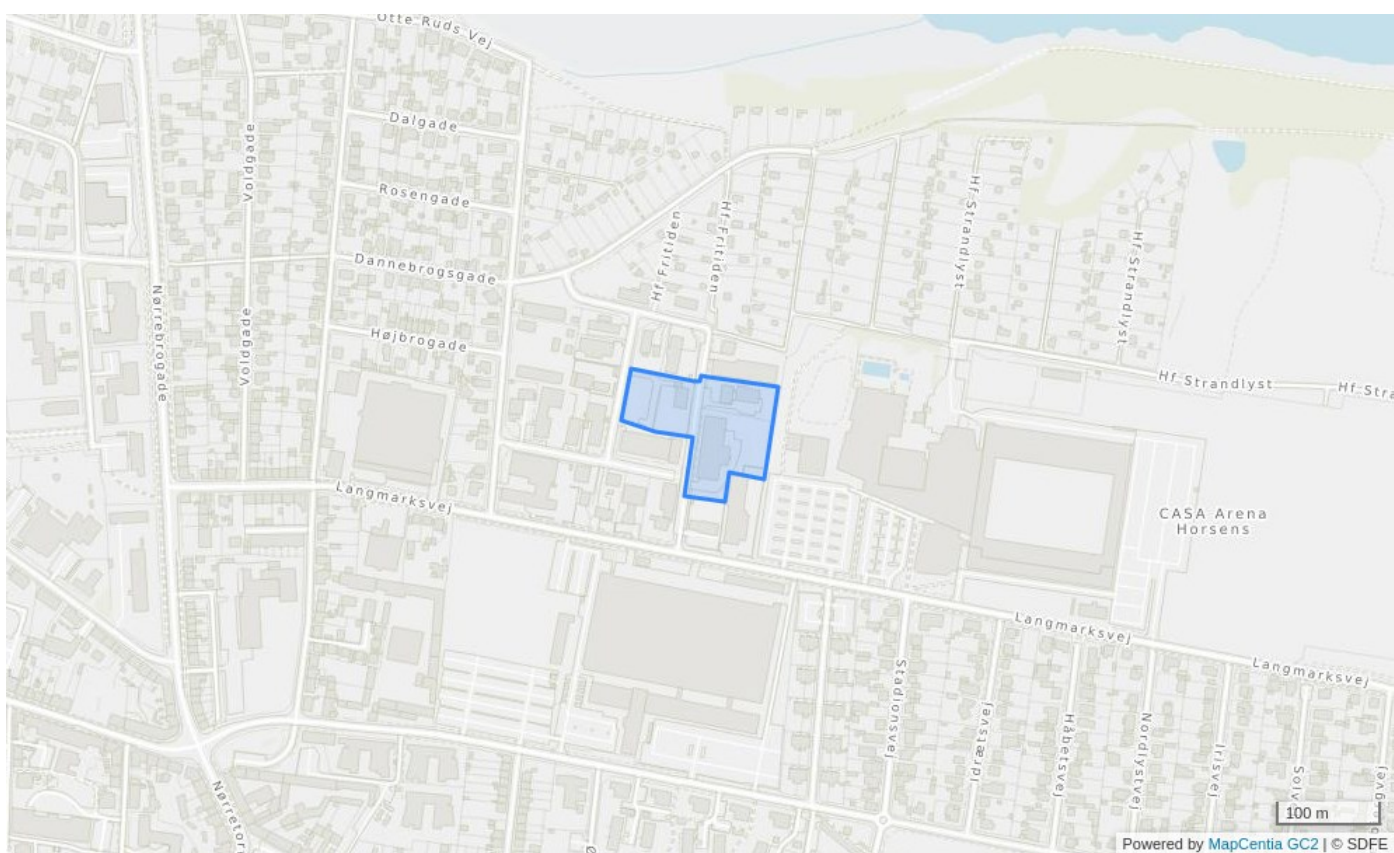 Otte Ruds Vej
Dalgade
Voldgade
Rosengade
Hf Fritiden
Hf Fritiden
Hf Strandlyst
Hf Strandlyst
Dannebrogsgade
Nørrebrogade
Voldgade
Højbrogade
Hf Strandlyst
Hf Stra
Langmarksvej
CASA Arena
Horsens
Langmarksvej
Langmarksvej
Stadionsvej
Idrætsvej
Håbetsvej
Nordlystvej
Irisvej
Solv
gvej
Nørretor
100 m
Powered by MapCentia GC2 | © SDFE